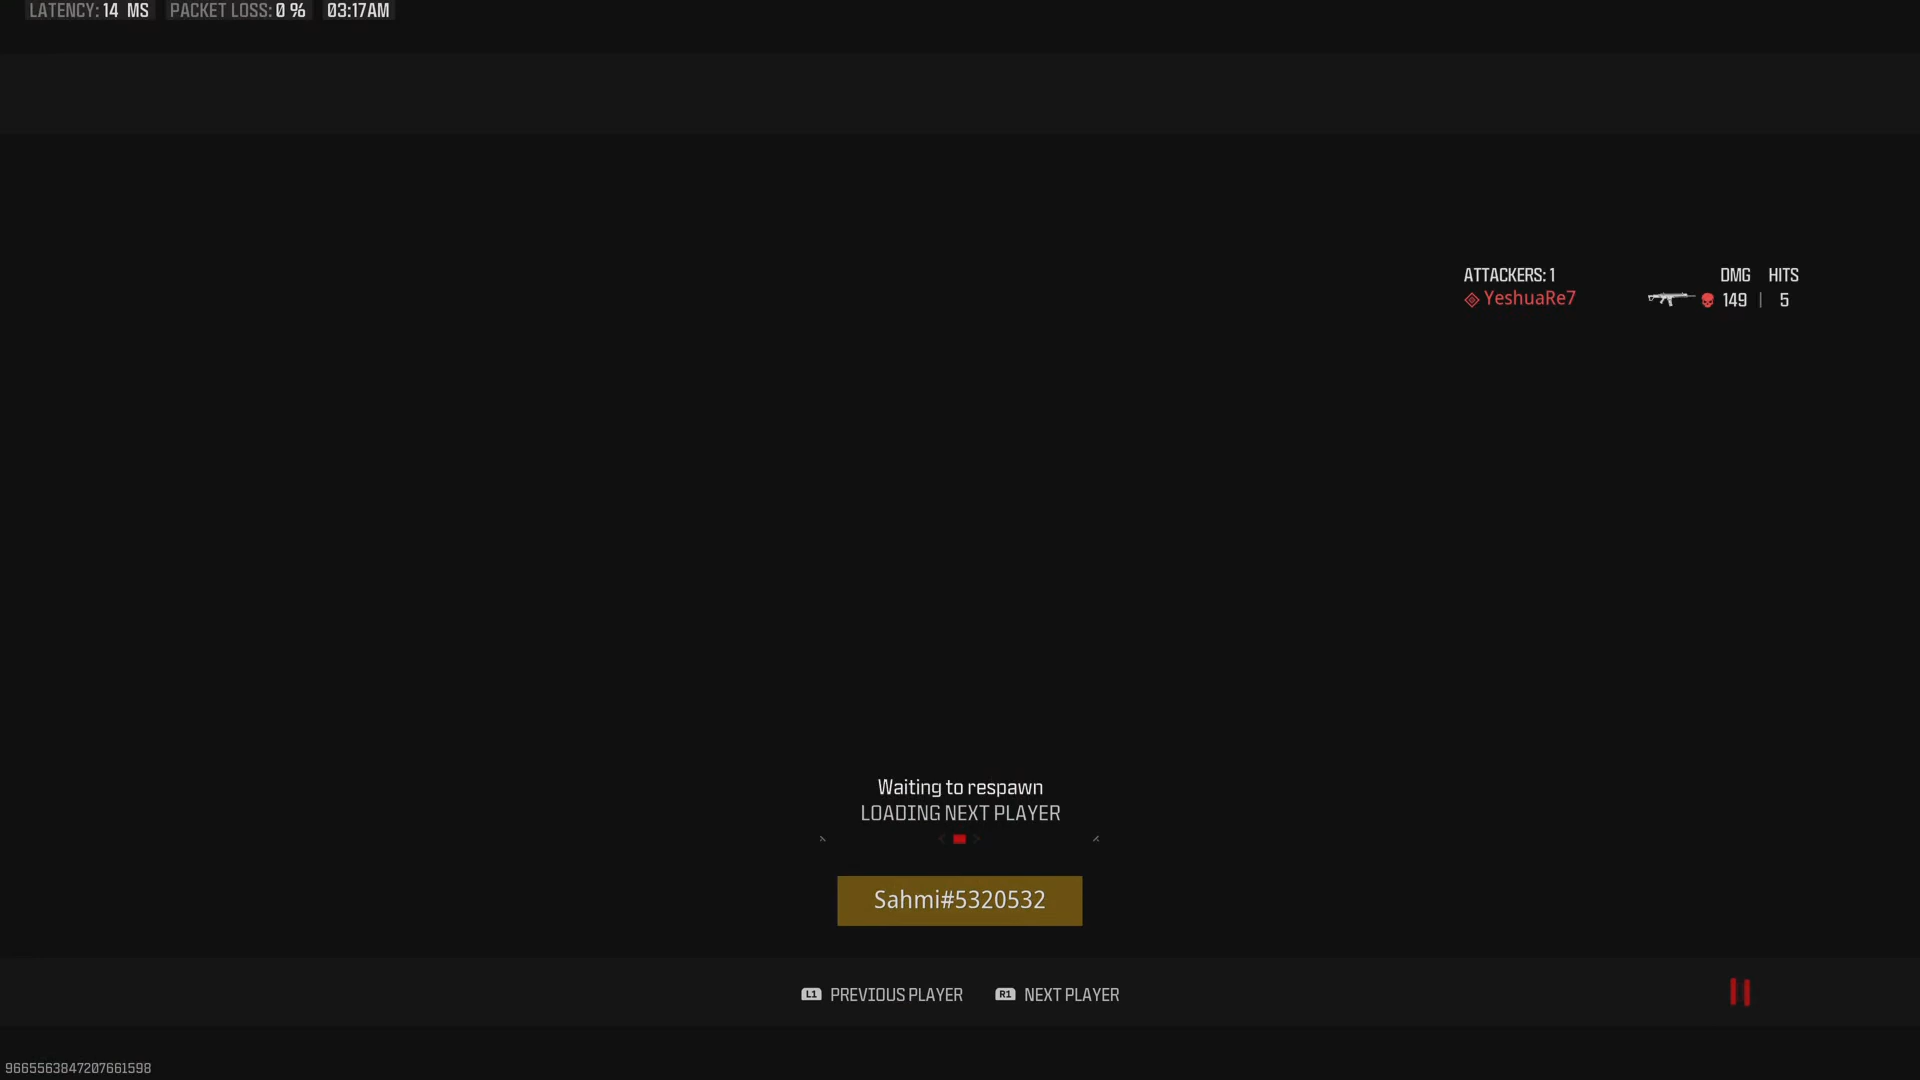 LATENCY: 14 MS PACKET LOSS: 0 % 03:17AM
ATTACKERS: 1 DMG HITS
YeshuaRe7 149 | 5
Waiting to respawn
LOADING NEXT PLAYER
Sahmi#5320532
L1 PREVIOUS PLAYER R1 NEXT PLAYER
9665563847207661598